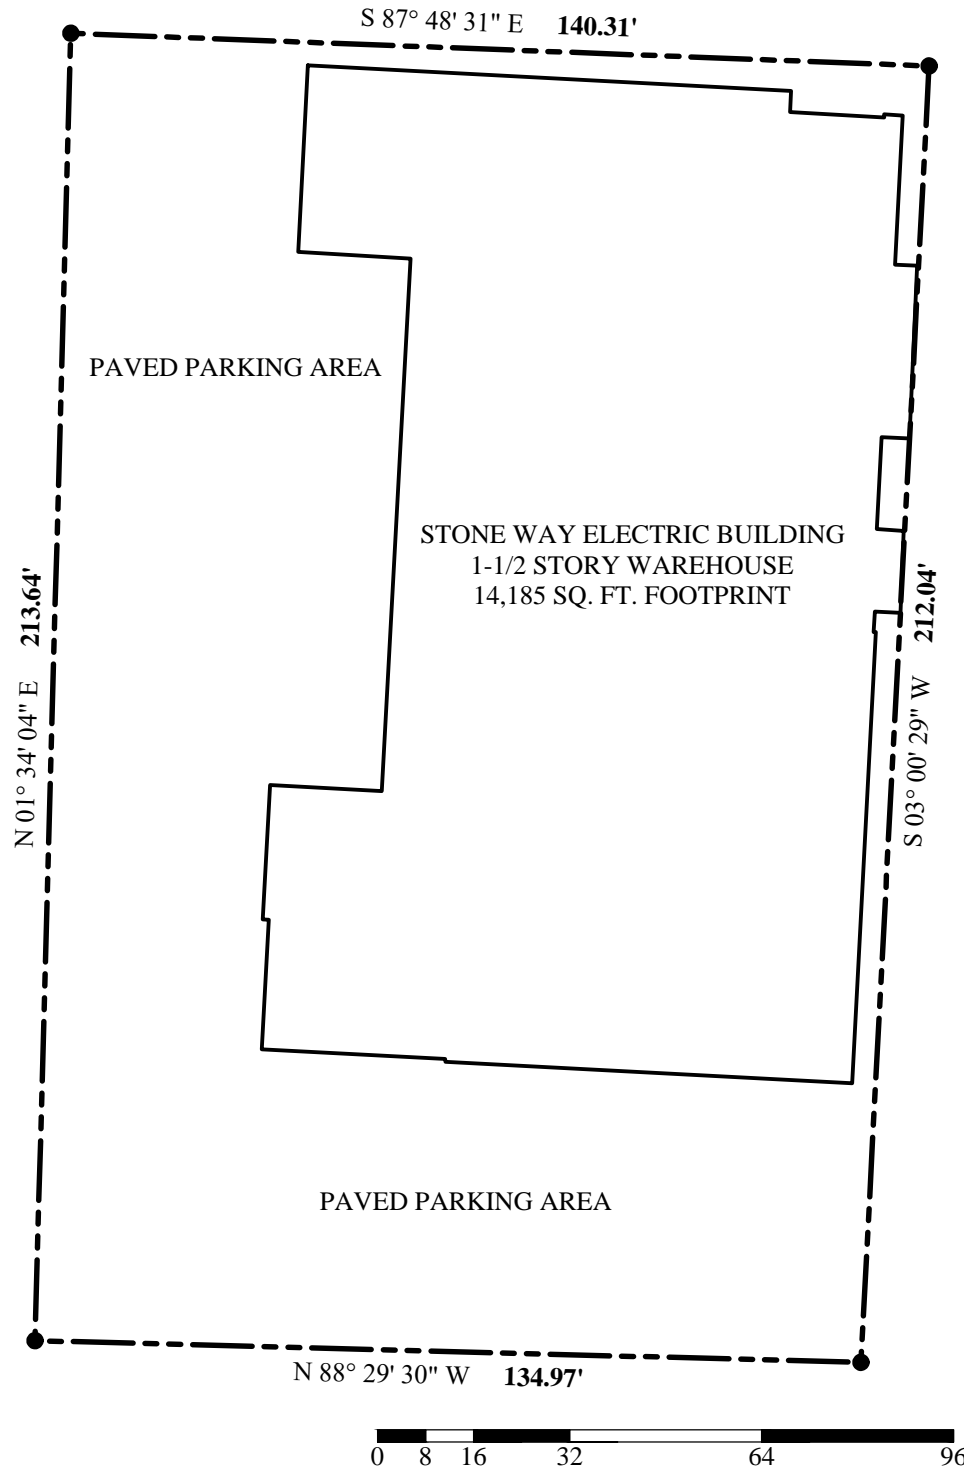 S 87° 48' 31" E 140.31'
PAVED PARKING AREA
STONE WAY ELECTRIC BUILDING
1-1/2 STORY WAREHOUSE
14,185 SQ. FT. FOOTPRINT
N 01° 34' 04" E 213.64'
S 03° 00' 29" W 212.04'
PAVED PARKING AREA
N 88° 29' 30" W 134.97'
0 8 16 32 64 96